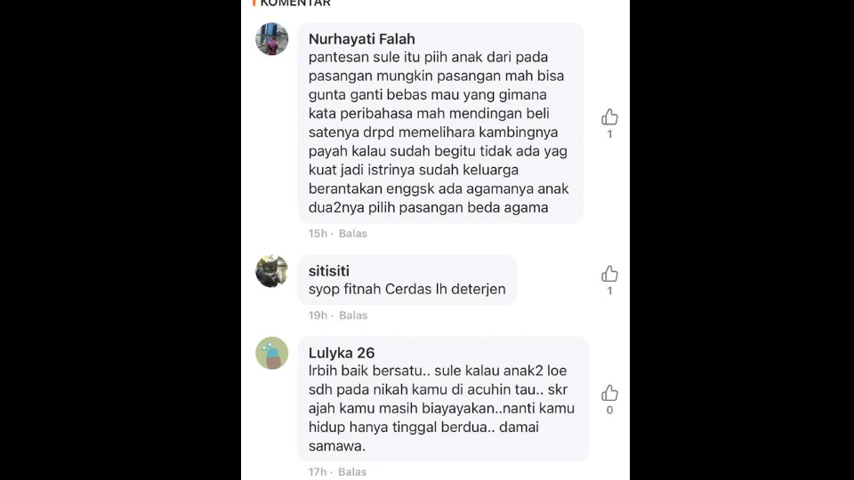 KOMENTAR
Nurhayati Falah
pantesan sule itu piih anak dari pada
pasangan mungkin pasangan mah bisa
gunta ganti bebas mau yang gimana
kata peribahasa mah mendingan beli
satenya drpd memelihara kambingnya
payah kalau sudah begitu tidak ada yag
kuat jadi istrinya sudah keluarga
berantakan enggsk ada agamanya anak
dua2nya pilih pasangan beda agama
1
15h · Balas
sitisiti
syop fitnah Cerdas lh deterjen
1
19h · Balas
Lulyka 26
lrbih baik bersatu.. sule kalau anak2 loe
sdh pada nikah kamu di acuhin tau.. skr
ajah kamu masih biayayakan..nanti kamu
hidup hanya tinggal berdua.. damai
samawa.
0
17h · Balas